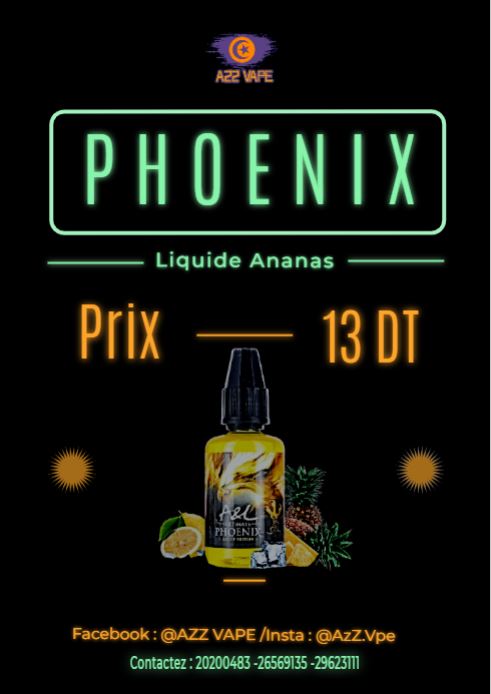 AZZ VAPE
PHOENIX
Liquide Ananas
Prix
13 DT
A&L
PHOENIX
Facebook : @AZZ VAPE /Insta : @AzZ.Vpe
Contactez : 20200483 -26569135 -29623111